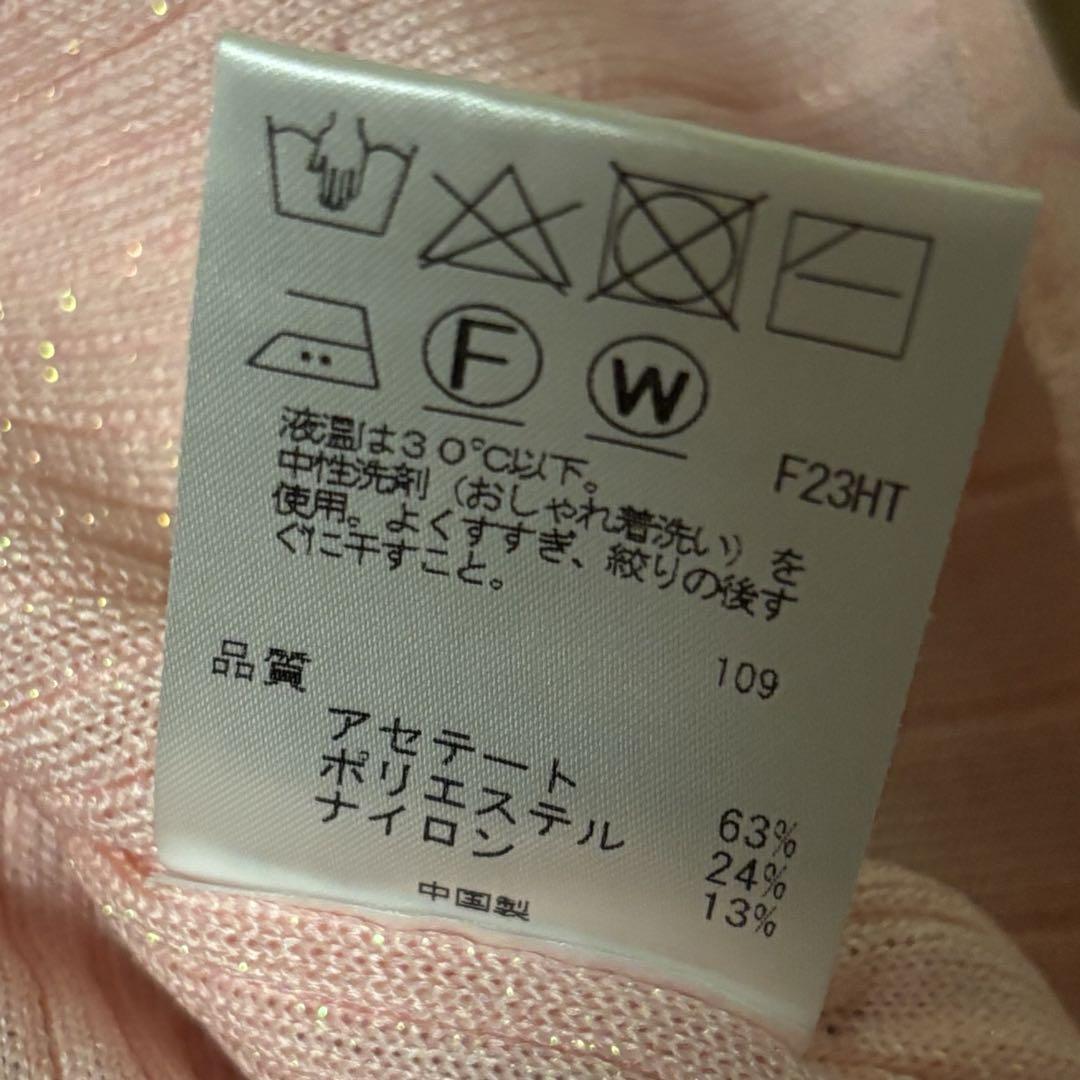 F
W
F23HT
液温は30℃以下。
中性洗剤（おしゃれ着洗い）を
使用。よくすすぎ、絞りの後す
ぐに干すこと。
109
品質
アセテート 63%
ポリエステル 24%
ナイロン 13%
中国製